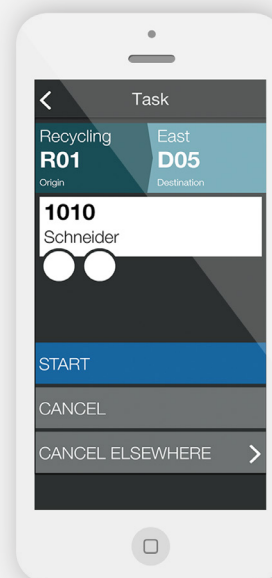 Task
Recycling
R01
Origin
East
D05
Destination
1010
Schneider
START
CANCEL
CANCEL ELSEWHERE